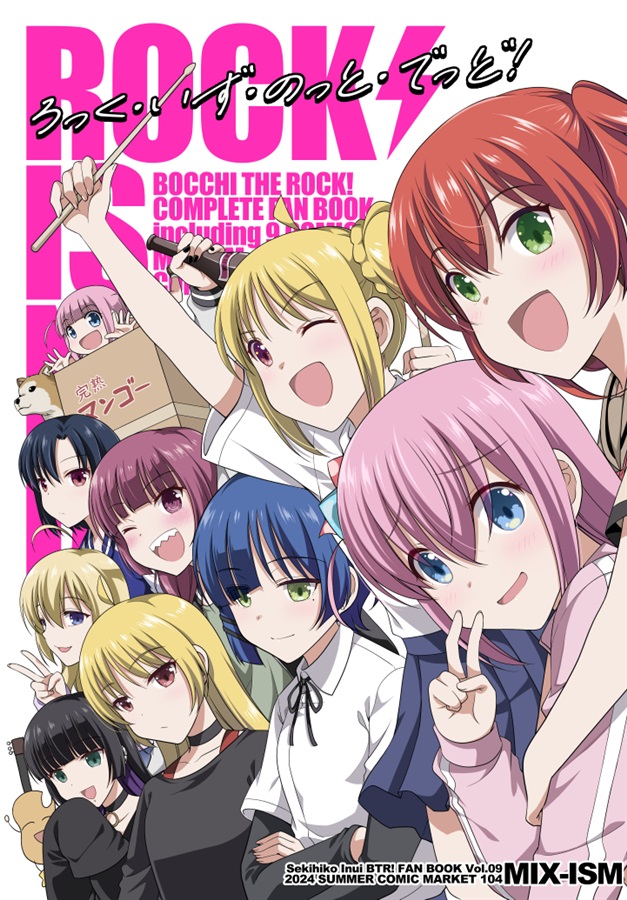 ROCK
ろっく・いず・のっと・でっど!
IS
BOCCHI THE ROCK!
COMPLETE FAN BOOK
including 9
完熟
マンゴー
Sekihiko Inui BTR! FAN BOOK Vol.09
2024 SUMMER COMIC MARKET 104
MIX-ISM